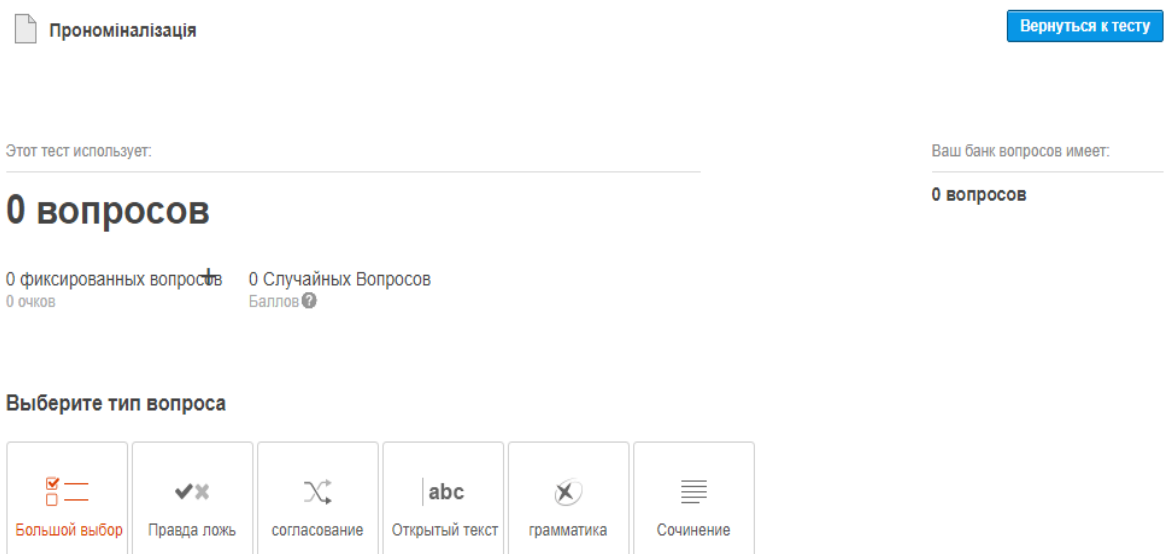 Прономіналізація
Вернуться к тесту
Этот тест использует:
Ваш банк вопросов имеет:
0 вопросов
0 вопросов
0 фиксированных вопросов
0 Случайных Вопросов
0 очков
Баллов ?
Выберите тип вопроса
abc
Большой выбор
Правда ложь
согласование
Открытый текст
грамматика
Сочинение